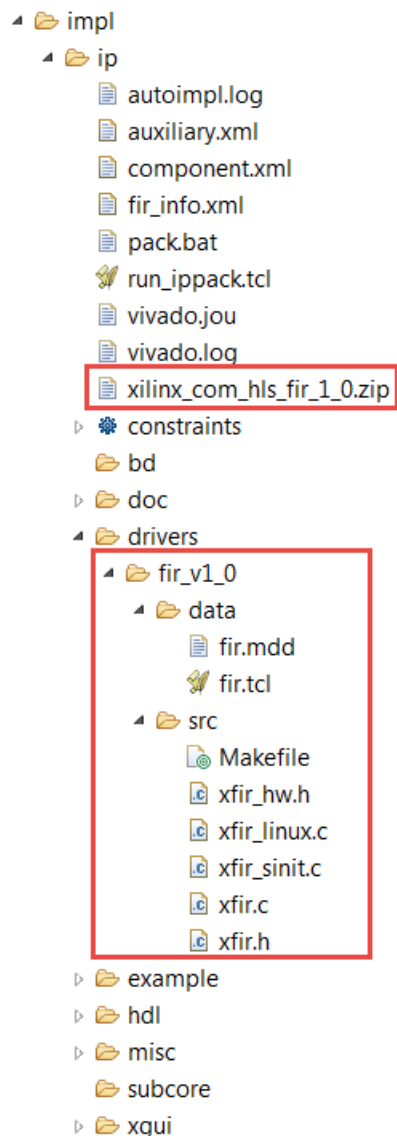 impl
ip
autoimpl.log
auxiliary.xml
component.xml
fir_info.xml
pack.bat
run_ippack.tcl
vivado.jou
vivado.log
xilinx_com_hls_fir_1_0.zip
constraints
bd
doc
drivers
fir_v1_0
data
fir.mdd
fir.tcl
src
Makefile
xfir_hw.h
xfir_linux.c
xfir_sinit.c
xfir.c
xfir.h
example
hdl
misc
subcore
xgui